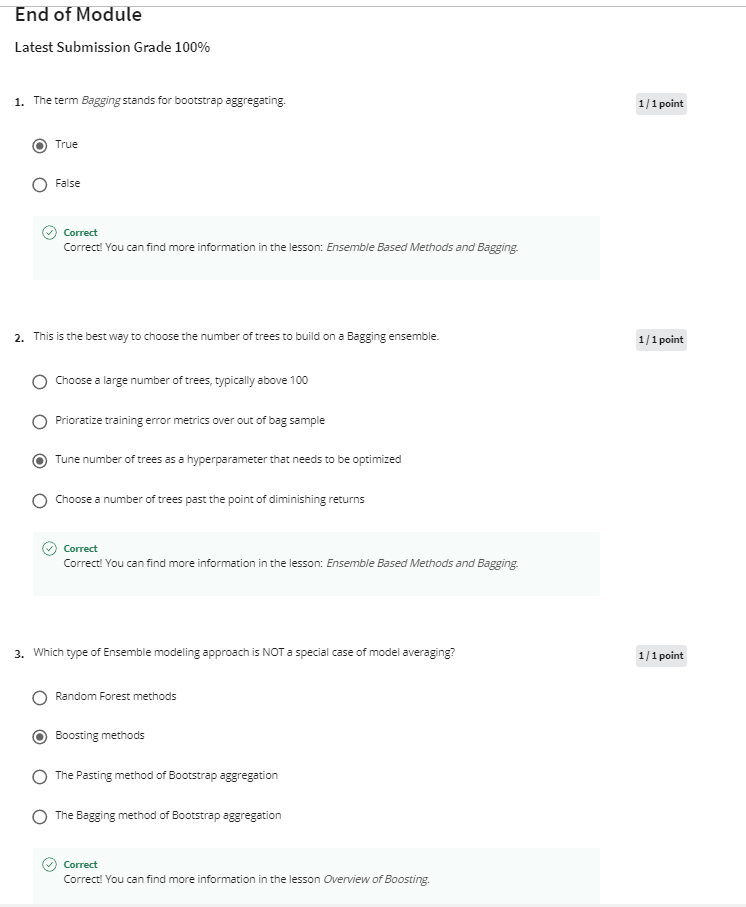 End of Module
Latest Submission Grade 100%
1. The term Bagging stands for bootstrap aggregating.
1 / 1 point
True
False
Correct
Correct! You can find more information in the lesson: Ensemble Based Methods and Bagging.
2. This is the best way to choose the number of trees to build on a Bagging ensemble.
1 / 1 point
Choose a large number of trees, typically above 100
Prioratize training error metrics over out of bag sample
Tune number of trees as a hyperparameter that needs to be optimized
Choose a number of trees past the point of diminishing returns
Correct
Correct! You can find more information in the lesson: Ensemble Based Methods and Bagging.
3. Which type of Ensemble modeling approach is NOT a special case of model averaging?
1 / 1 point
Random Forest methods
Boosting methods
The Pasting method of Bootstrap aggregation
The Bagging method of Bootstrap aggregation
Correct
Correct! You can find more information in the lesson Overview of Boosting.